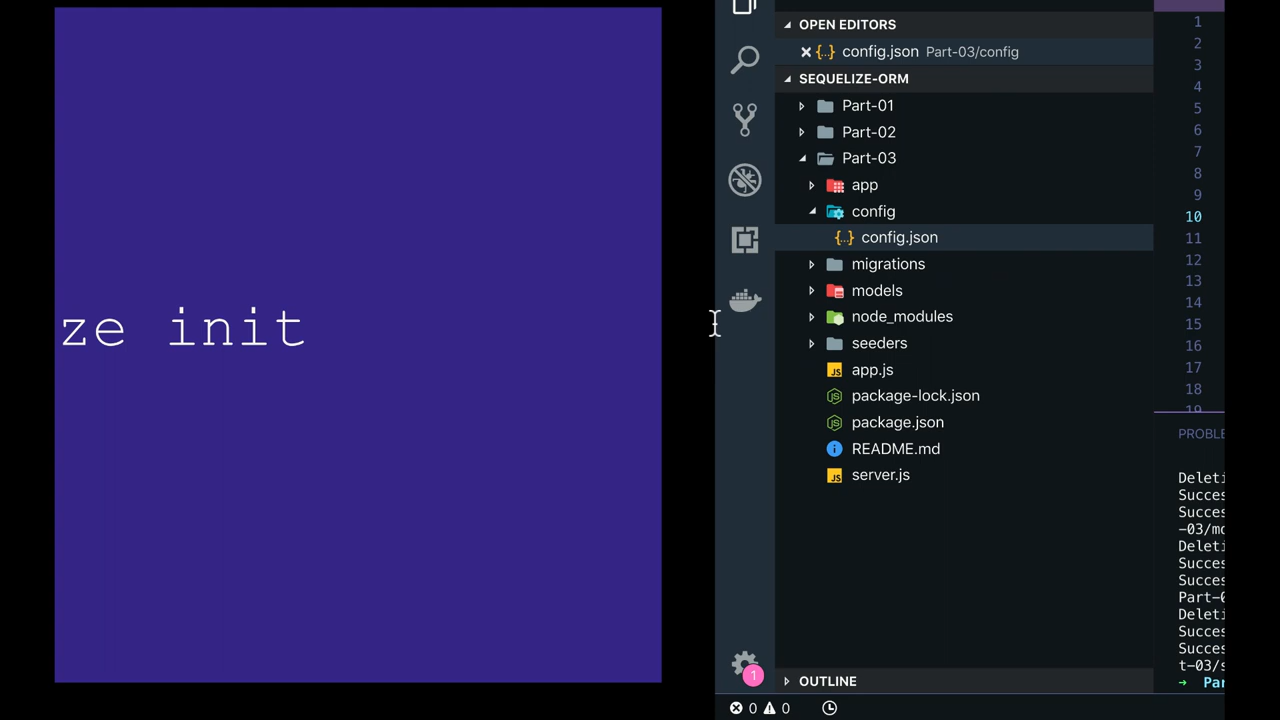 ze init
OPEN EDITORS
config.json Part-03/config
SEQUELIZE-ORM
Part-01
Part-02
Part-03
app
config
{..} config.json
migrations
models
node_modules
seeders
JS app.js
package-lock.json
package.json
README.md
JS server.js
OUTLINE
1
0 0
1
2
3
4
5
6
7
8
9
10
11
12
13
14
15
16
17
18
19
PROBLE
Deleti
Succes
Succes
-03/mo
Deleti
Succes
Succes
Part-0
Deleti
Succes
Succes
t-03/s
→ Par